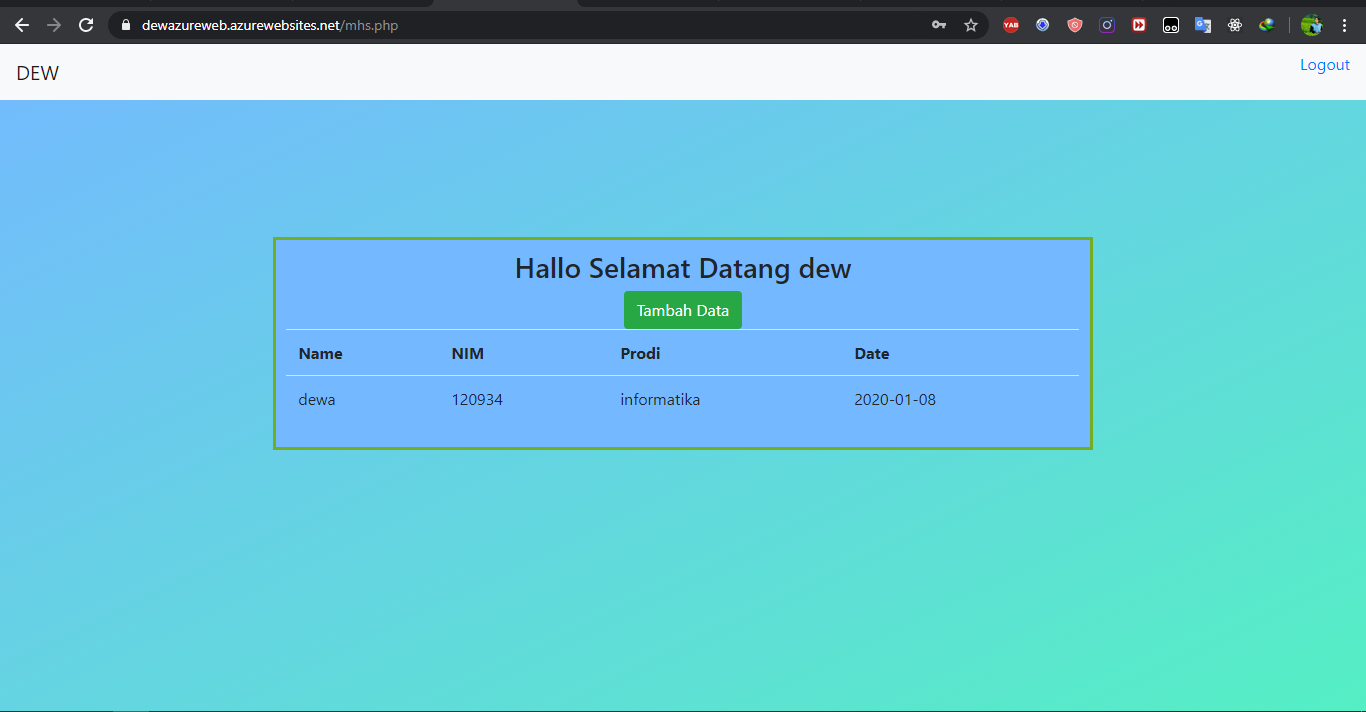 dewazureweb.azurewebsites.net/mhs.php
YAB
DEW
Logout
Hallo Selamat Datang dew
Tambah Data
Name NIM Prodi Date
dewa 120934 informatika 2020-01-08